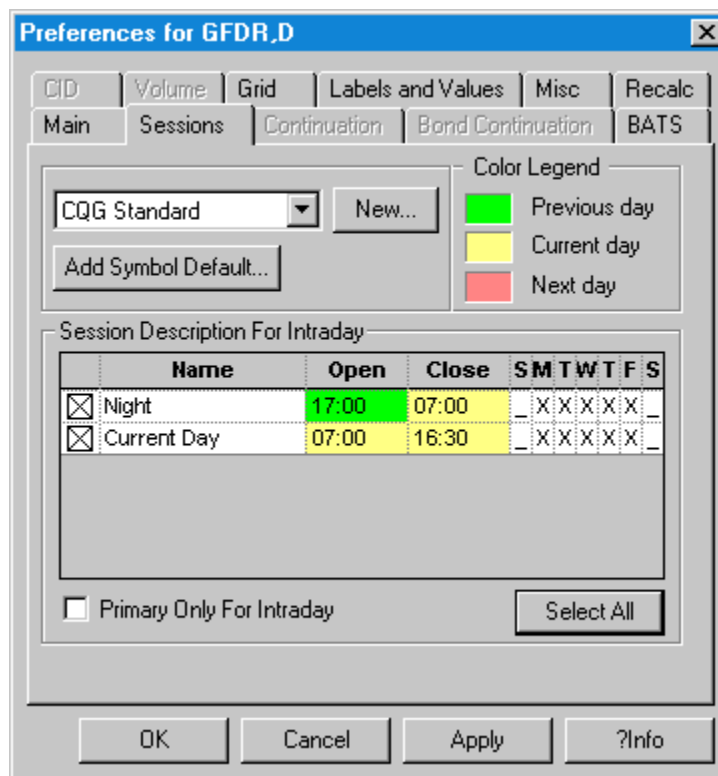 Preferences for GFDR,D
CID Volume Grid Labels and Values Misc Recalc
Main Sessions Continuation Bond Continuation BATS
Color Legend
CQG Standard New... Previous day
Current day
Add Symbol Default...
Next day
Session Description For Intraday
Name Open Close S M T W T F S
Night 17:00 07:00 _ X X X X X _
Current Day 07:00 16:30 _ X X X X X _
Primary Only For Intraday Select All
OK Cancel Apply ?Info